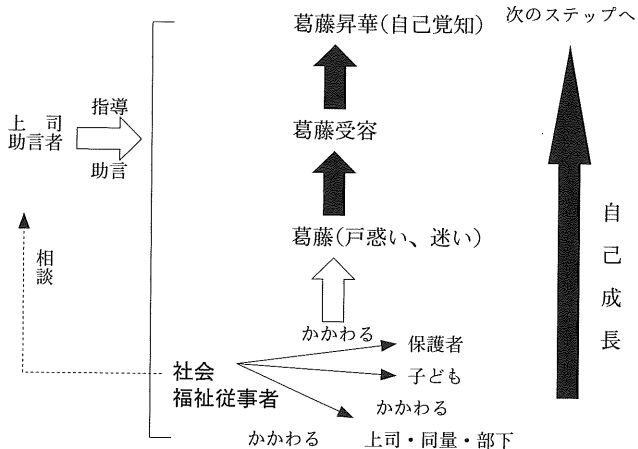 葛藤昇華(自己覚知)
次のステップへ
上　司
助言者
指導
助言
葛藤受容
葛藤(戸惑い、迷い)
自己成長
相談
かかわる
保護者
子ども
社会
福祉従事者
かかわる
かかわる
上司・同量・部下